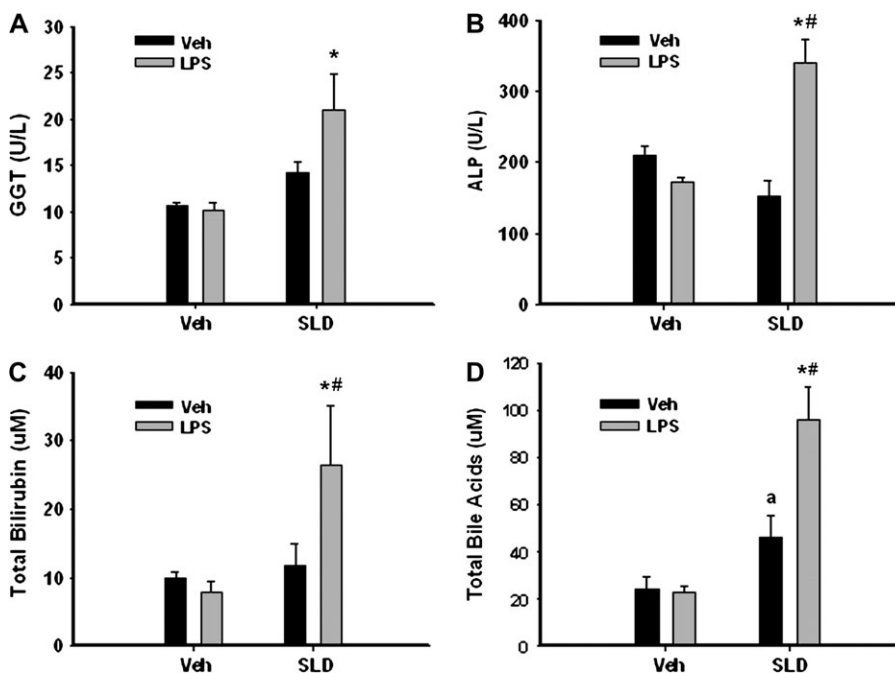 A
GGT (U/L)
30
25
20
15
10
5
0
Veh
LPS
*
Veh
SLD
B
ALP (U/L)
400
300
200
100
0
Veh
LPS
*#
Veh
SLD
C
Total Bilirubin (uM)
40
30
20
10
0
Veh
LPS
*#
Veh
SLD
D
Total Bile Acids (uM)
120
100
80
60
40
20
0
Veh
LPS
a
*#
Veh
SLD